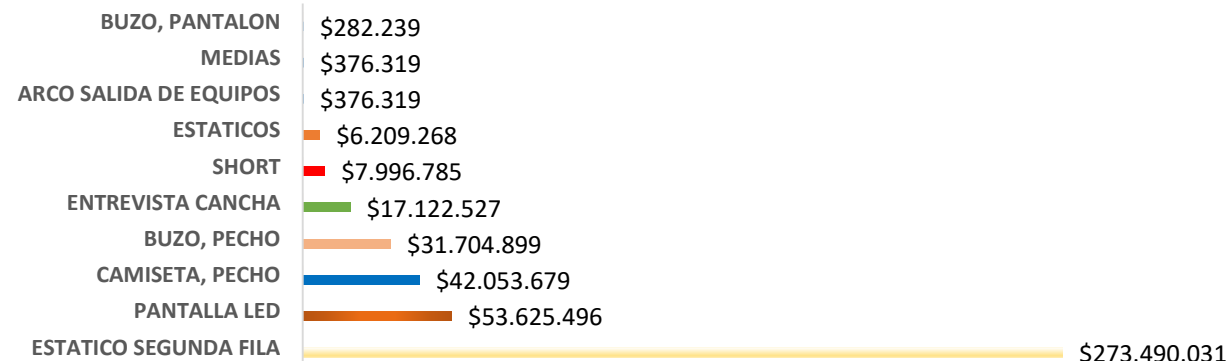 BUZO, PANTALON $282.239
MEDIAS $376.319
ARCO SALIDA DE EQUIPOS $376.319
ESTATICOS $6.209.268
SHORT $7.996.785
ENTREVISTA CANCHA $17.122.527
BUZO, PECHO $31.704.899
CAMISETA, PECHO $42.053.679
PANTALLA LED $53.625.496
ESTATICO SEGUNDA FILA $273.490.031